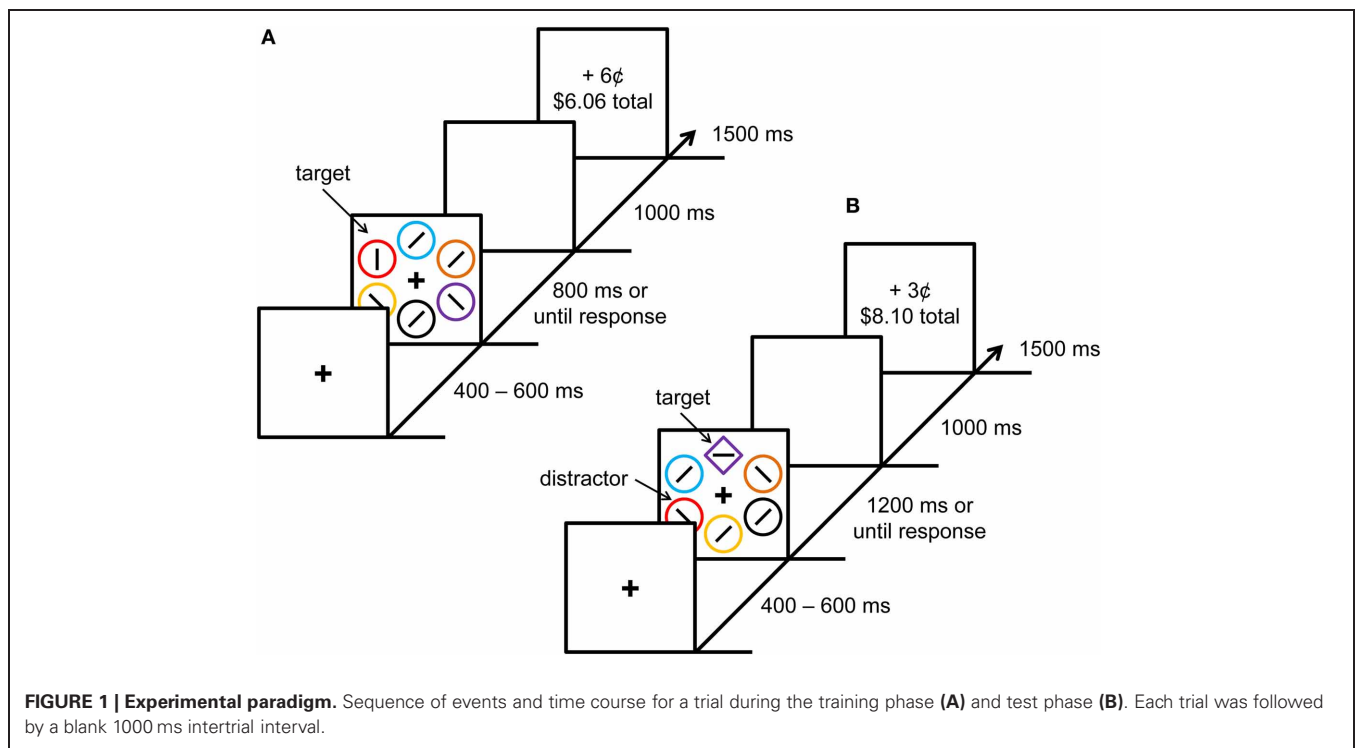 A
+ 6¢
$6.06 total
1500 ms
target
1000 ms
+
800 ms or
until response
+
400 – 600 ms
B
+ 3¢
$8.10 total
1500 ms
target
1000 ms
distractor
+
1200 ms or
until response
+
400 – 600 ms
FIGURE 1 | Experimental paradigm. Sequence of events and time course for a trial during the training phase (A) and test phase (B). Each trial was followed
by a blank 1000 ms intertrial interval.